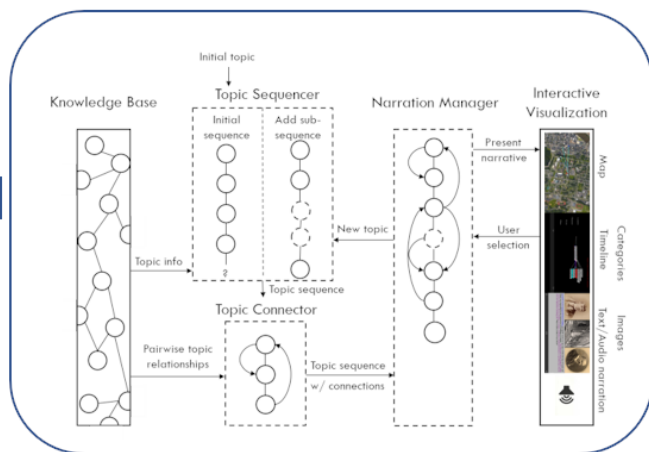 Initial topic
Knowledge Base
Topic Sequencer
Narration Manager
Interactive
Visualization
Initial
sequence
Add sub-
sequence
Present
narrative
Map
User
selection
New topic
Categories
Timeline
Topic info
Topic sequence
Topic Connector
Images
Text/Audio narration
Pairwise topic
relationships
Topic sequence
w/ connections